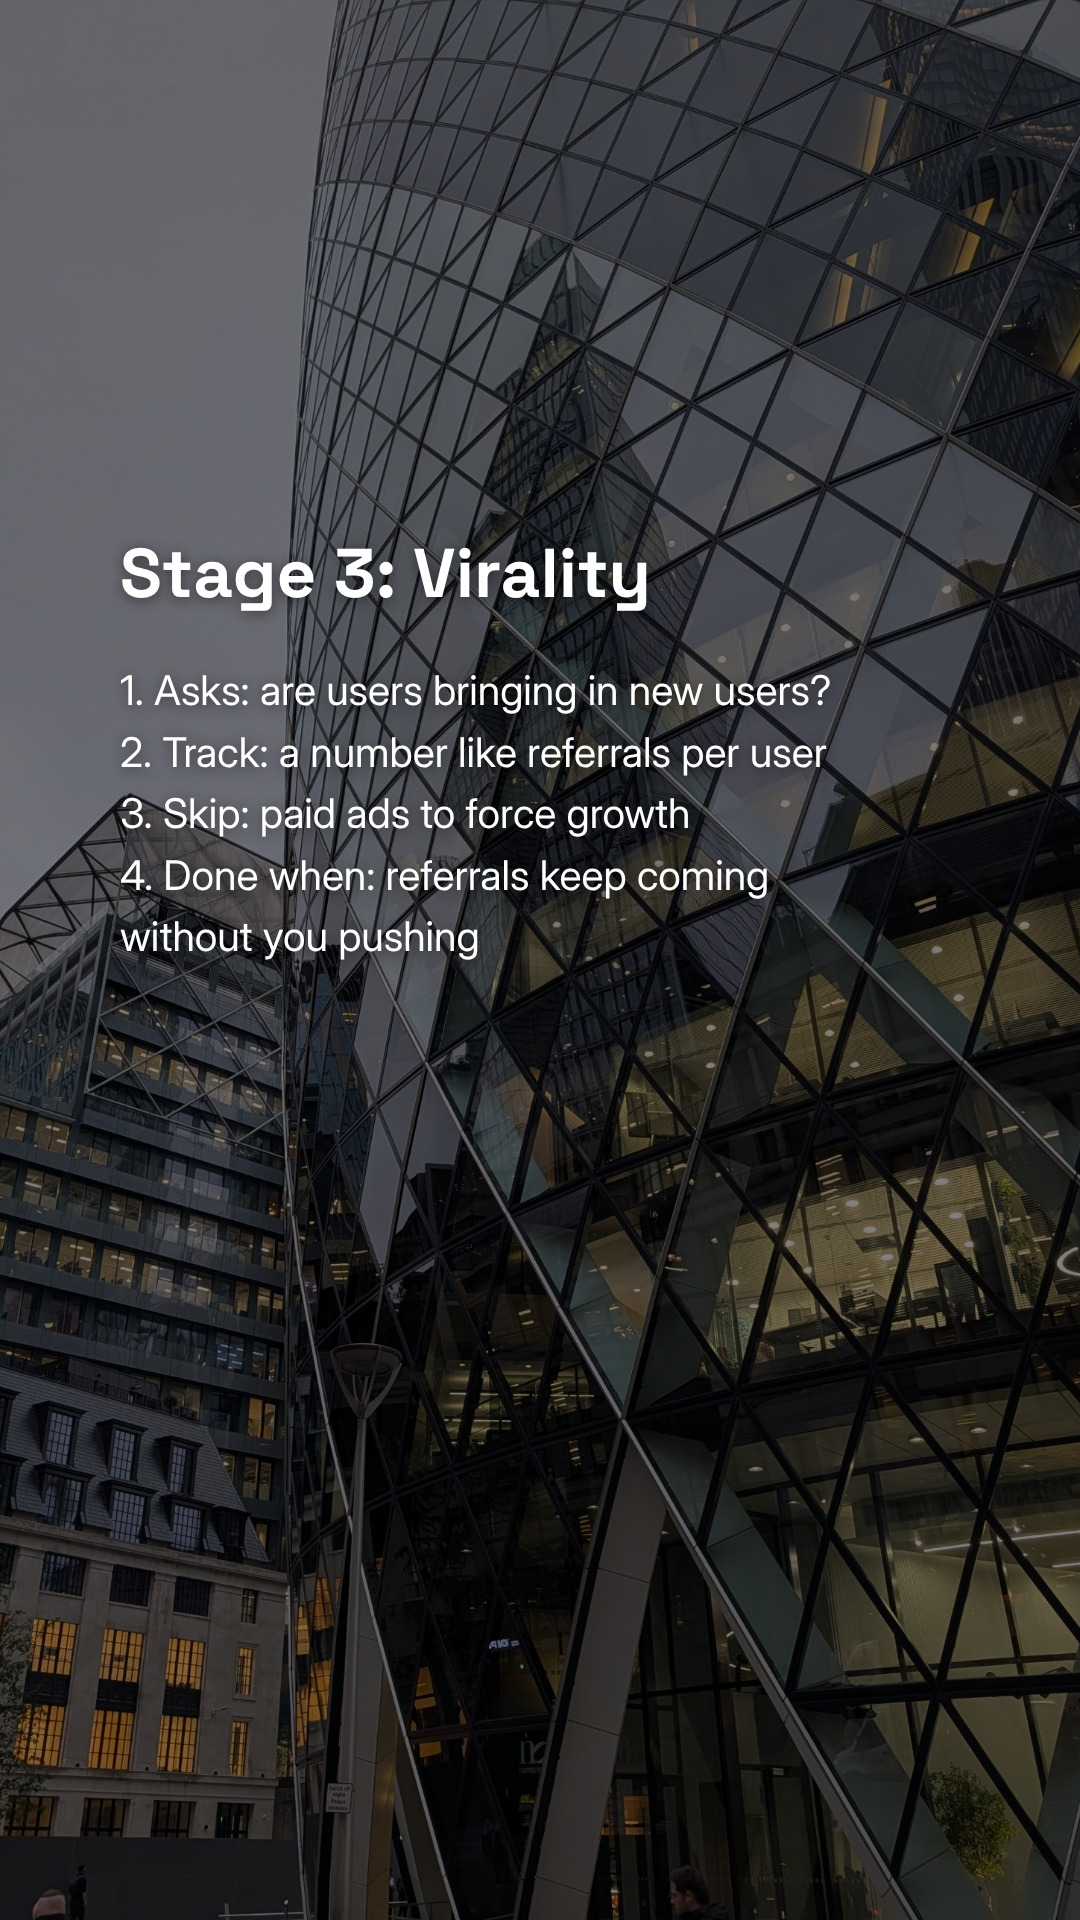 Stage 3: Virality
1. Asks: are users bringing in new users?
2. Track: a number like referrals per user
3. Skip: paid ads to force growth
4. Done when: referrals keep coming
without you pushing